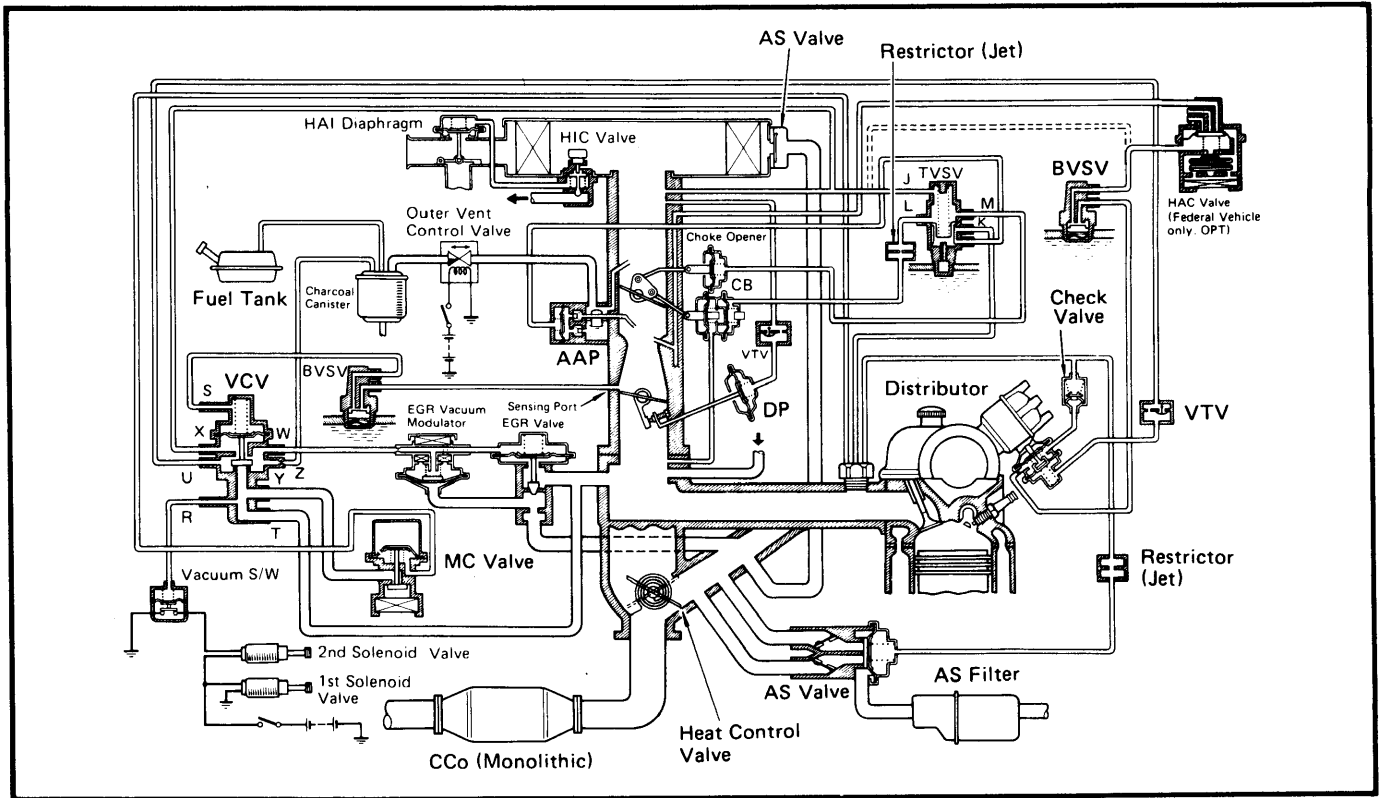 AS Valve
Restrictor (Jet)
HAI Diaphragm
HIC Valve
BVSV
J
TVSV
L
M
K
HAC Valve
(Federal Vehicle
only. OPT)
Outer Vent
Control Valve
Choke Opener
Fuel Tank
Charcoal
Canister
CB
Check
Valve
AAP
VTV
BVSV
S
VCV
Distributor
Sensing Port
EGR Vacuum
Modulator
EGR Valve
DP
VTV
X
W
U
Y
Z
R
T
MC Valve
Vacuum S/W
Restrictor
(Jet)
2nd Solenoid Valve
1st Solenoid
Valve
AS Valve
AS Filter
Heat Control
Valve
CCo (Monolithic)